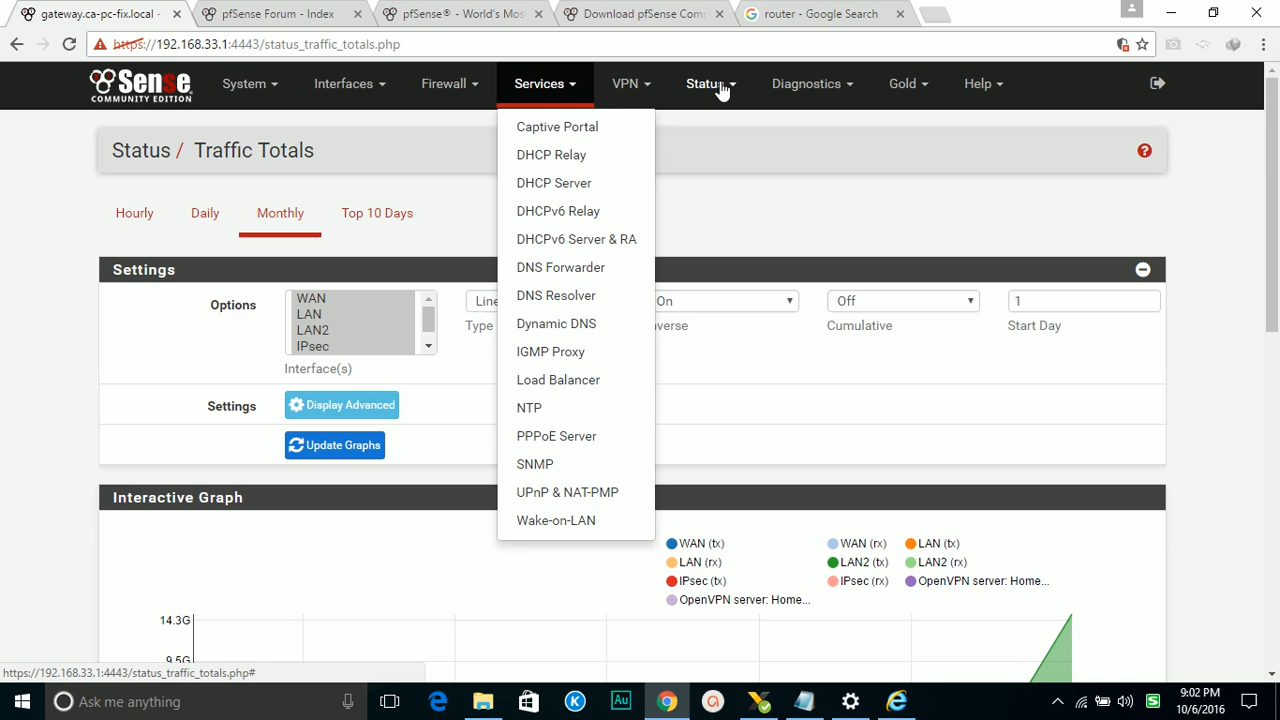 gateway.ca-pc-fix.local -
pfSense Forum - Index
pfSense® - World's Mos
Download pfSense Com
router - Google Search
https://192.168.33.1:4443/status_traffic_totals.php
Sense
COMMUNITY EDITION
System
Interfaces
Firewall
Services
VPN
Status
Diagnostics
Gold
Help
Status / Traffic Totals
Hourly
Daily
Monthly
Top 10 Days
Captive Portal
DHCP Relay
DHCP Server
DHCPv6 Relay
DHCPv6 Server & RA
DNS Forwarder
DNS Resolver
Dynamic DNS
IGMP Proxy
Load Balancer
NTP
PPPoE Server
SNMP
UPnP & NAT-PMP
Wake-on-LAN
Settings
Options
WAN
LAN
LAN2
IPsec
Interface(s)
Line
Type
On
verse
Off
Cumulative
1
Start Day
Settings
Display Advanced
Update Graphs
Interactive Graph
WAN (tx)
WAN (rx)
LAN (tx)
LAN (rx)
LAN2 (tx)
LAN2 (rx)
IPsec (tx)
IPsec (rx)
OpenVPN server: Home...
OpenVPN server: Home...
14.3G
9.5G
https://192.168.33.1:4443/status_traffic_totals.php#
Ask me anything
9:02 PM
10/6/2016